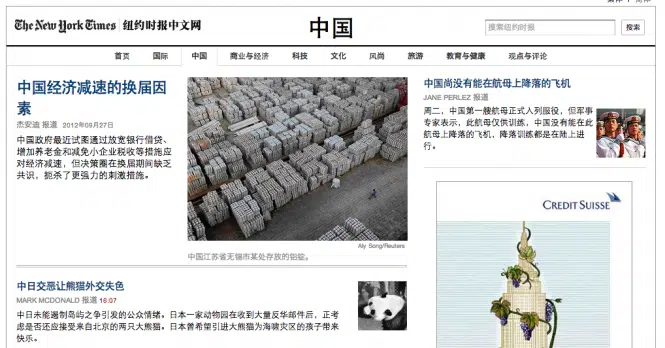 The New York Times 纽约时报中文网
中国
搜索纽约时报
搜索
首页 国际 中国 商业与经济 科技 文化 风尚 旅游 教育与健康 观点与评论
中国经济减速的换届因
素
杰安迪 报道 2012年09月27日
中国政府最近试图通过放宽银行借贷、
增加养老金和减免小企业税收等措施应
对经济减速，但决策圈在换届期间缺乏
共识，扼杀了更强力的刺激措施。
Aly Song/Reuters
中国江苏省无锡市某处存放的铝锭。
中国尚没有能在航母上降落的飞机
JANE PERLEZ 报道
周二，中国第一艘航母正式入列服役，但军事
专家表示，此航母仅供训练，中国没有能在此
航母上降落的飞机，降落训练都是在陆上进
行。
CREDIT SUISSE
中日交恶让熊猫外交失色
MARK MCDONALD 报道 16:07
中日未能遏制岛屿之争引发的公众情绪。日本一家动物园在收到大量反华邮件后，正考
虑是否还应接受来自北京的两只大熊猫。日本曾希望引进大熊猫为海啸灾区的孩子带来
快乐。